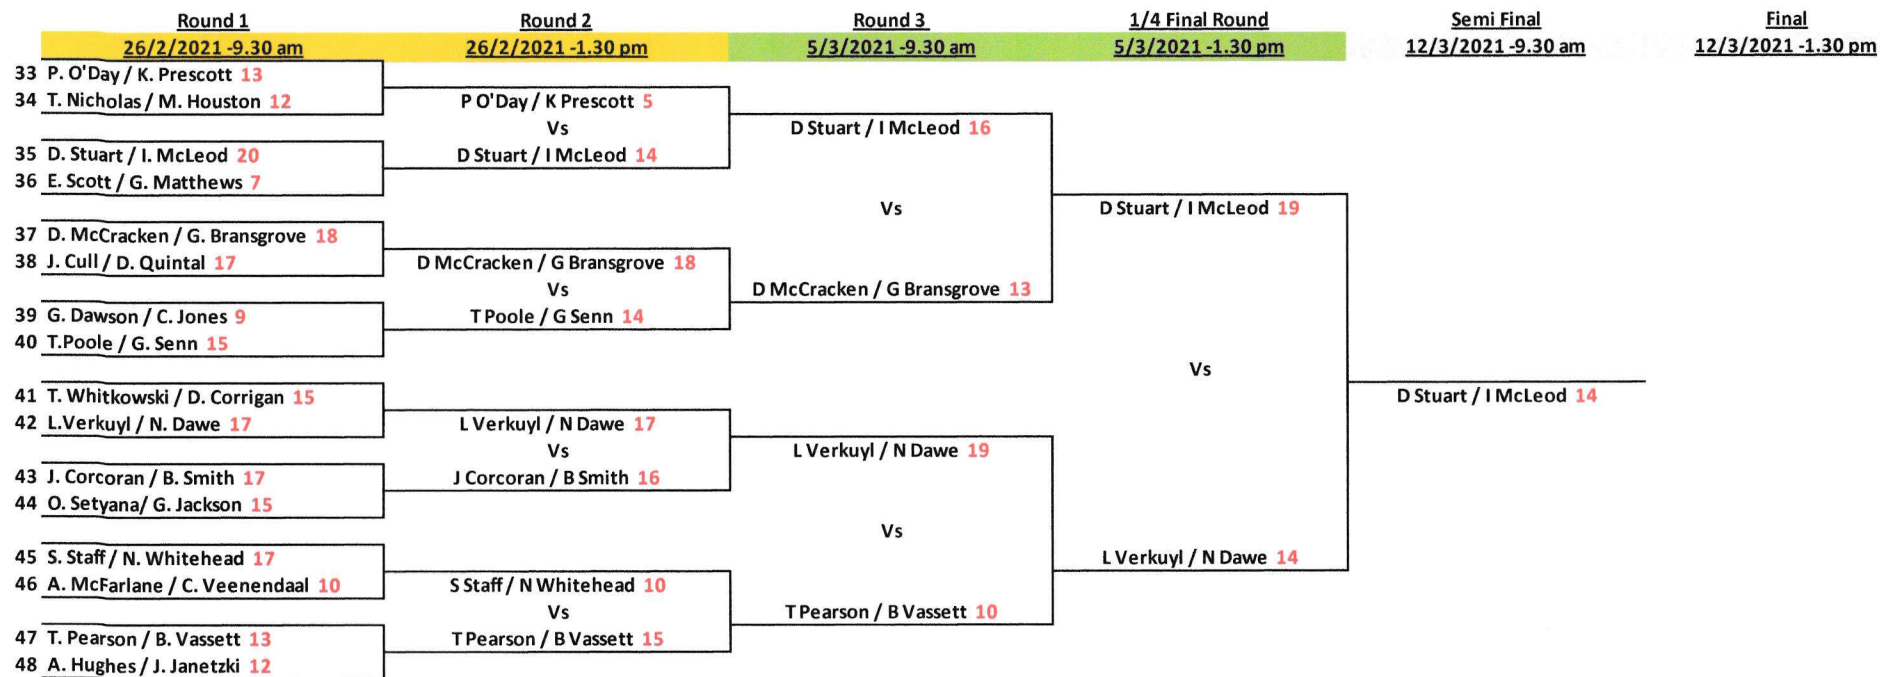 Round 1 Round 2 Round 3 1/4 Final Round Semi Final Final
26/2/2021 -9.30 am 26/2/2021 -1.30 pm 5/3/2021 -9.30 am 5/3/2021 -1.30 pm 12/3/2021 -9.30 am 12/3/2021 -1.30 pm
33 P. O'Day / K. Prescott 13
34 T. Nicholas / M. Houston 12
35 D. Stuart / I. McLeod 20
36 E. Scott / G. Matthews 7
37 D. McCracken / G. Bransgrove 18
38 J. Cull / D. Quintal 17
39 G. Dawson / C. Jones 9
40 T.Poole / G. Senn 15
41 T. Whitkowski / D. Corrigan 15
42 L.Verkuyl / N. Dawe 17
43 J. Corcoran / B. Smith 17
44 O. Setyana/ G. Jackson 15
45 S. Staff / N. Whitehead 17
46 A. McFarlane / C. Veenendaal 10
47 T. Pearson / B. Vassett 13
48 A. Hughes / J. Janetzki 12
P O'Day / K Prescott 5
Vs
D Stuart / I McLeod 14
D McCracken / G Bransgrove 18
Vs
T Poole / G Senn 14
L Verkuyl / N Dawe 17
Vs
J Corcoran / B Smith 16
S Staff / N Whitehead 10
Vs
T Pearson / B Vassett 15
D Stuart / I McLeod 16
Vs
D McCracken / G Bransgrove 13
L Verkuyl / N Dawe 19
Vs
T Pearson / B Vassett 10
D Stuart / I McLeod 19
Vs
L Verkuyl / N Dawe 14
D Stuart / I McLeod 14